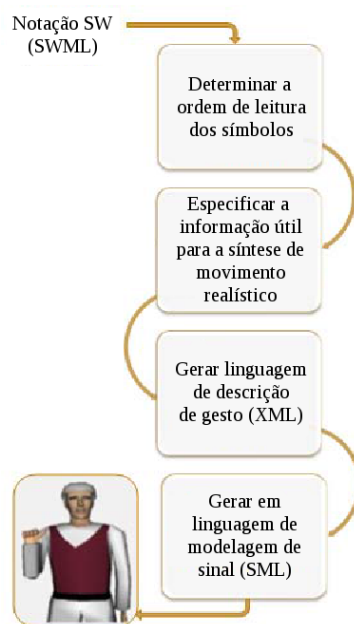 Notação SW
(SWML)
Determinar a
ordem de leitura
dos símbolos
Especificar a
informação útil
para a síntese de
movimento
realístico
Gerar linguagem
de descrição
de gesto (XML)
Gerar em
linguagem de
modelagem de
sinal (SML)